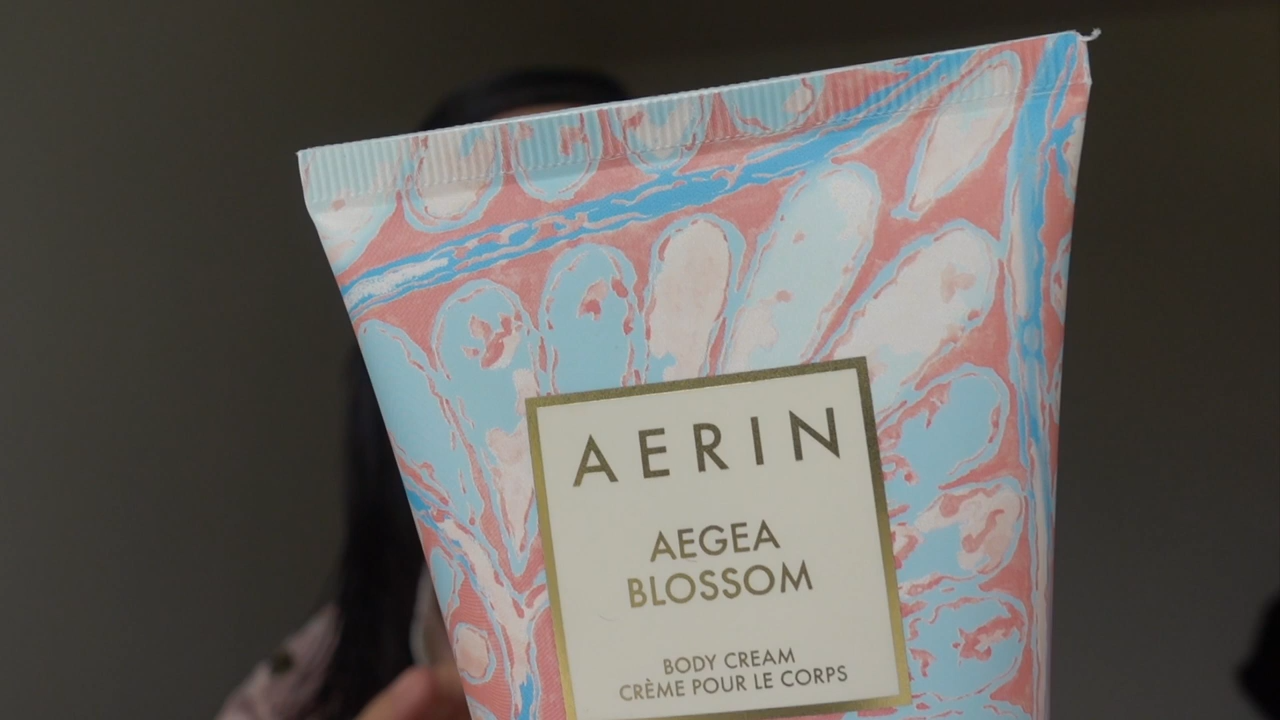 AERIN
AEGEA
BLOSSOM
BODY CREAM
CRÈME POUR LE CORPS